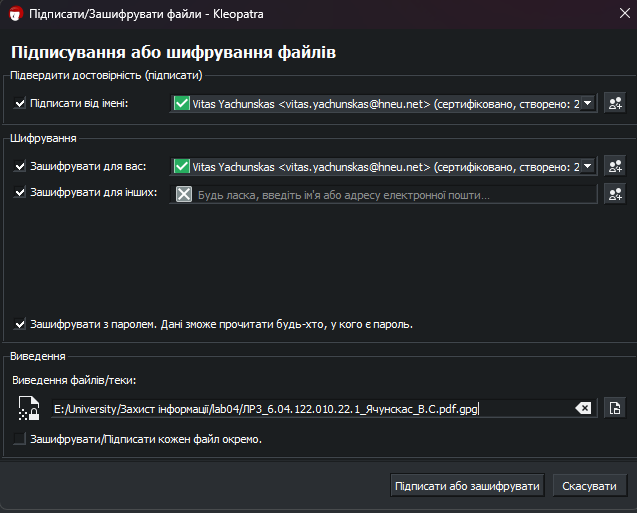 Підписати/Зашифрувати файли - Kleopatra
Підписування або шифрування файлів
Підтвердити достовірність (підписати)
Підписати від імені:
Vitas Yachunskas <vitas.yachunskas@hneu.net> (сертифіковано, створено: 2
Шифрування
Зашифрувати для вас:
Vitas Yachunskas <vitas.yachunskas@hneu.net> (сертифіковано, створено: 2
Зашифрувати для інших:
Будь ласка, введіть ім'я або адресу електронної пошти...
Зашифрувати з паролем. Дані зможе прочитати будь-хто, у кого є пароль.
Виведення
Виведення файлів/теки:
E:/University/Захист інформації/lab04/ЛР3_6.04.122.010.22.1_Ячунскас_В.С.pdf.gpg
Зашифрувати/Підписати кожен файл окремо.
Підписати або зашифрувати
Скасувати